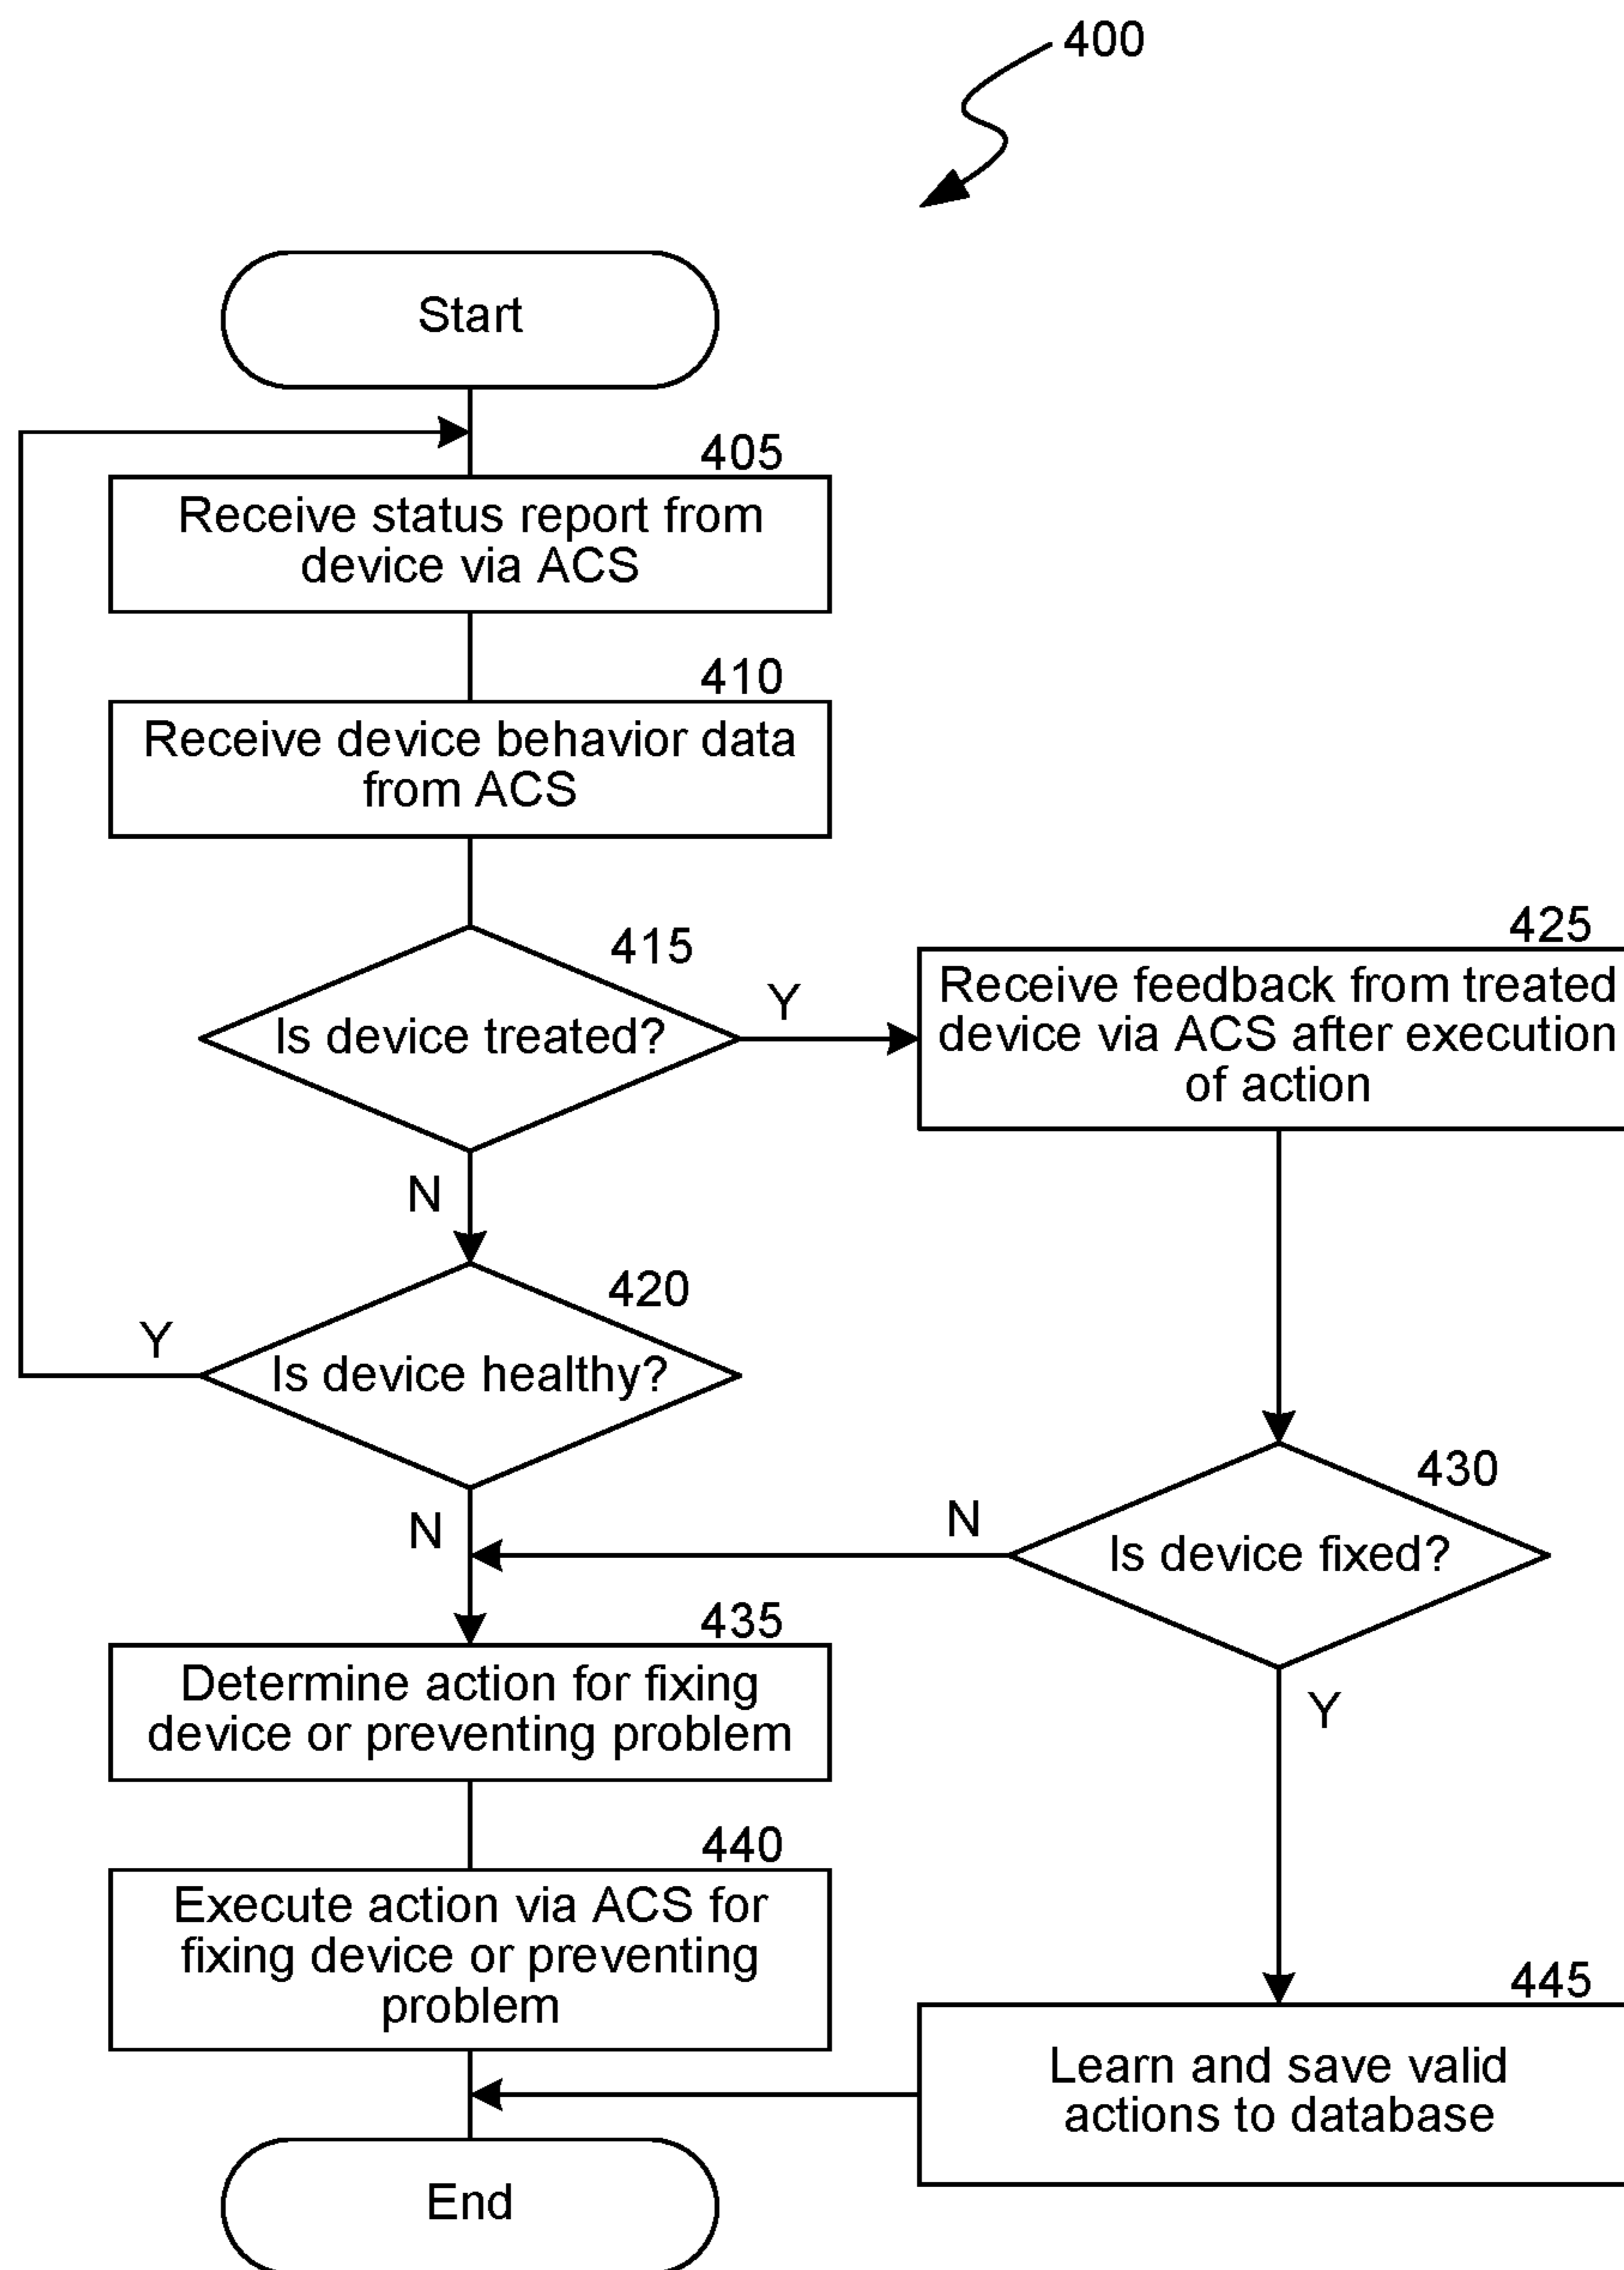 400
Start
405
Receive status report from
device via ACS
410
Receive device behavior data
from ACS
415
Is device treated?
Y
N
425
Receive feedback from treated
device via ACS after execution
of action
420
Is device healthy?
Y
N
430
Is device fixed?
N
Y
435
Determine action for fixing
device or preventing problem
440
Execute action via ACS for
fixing device or preventing
problem
445
Learn and save valid
actions to database
End